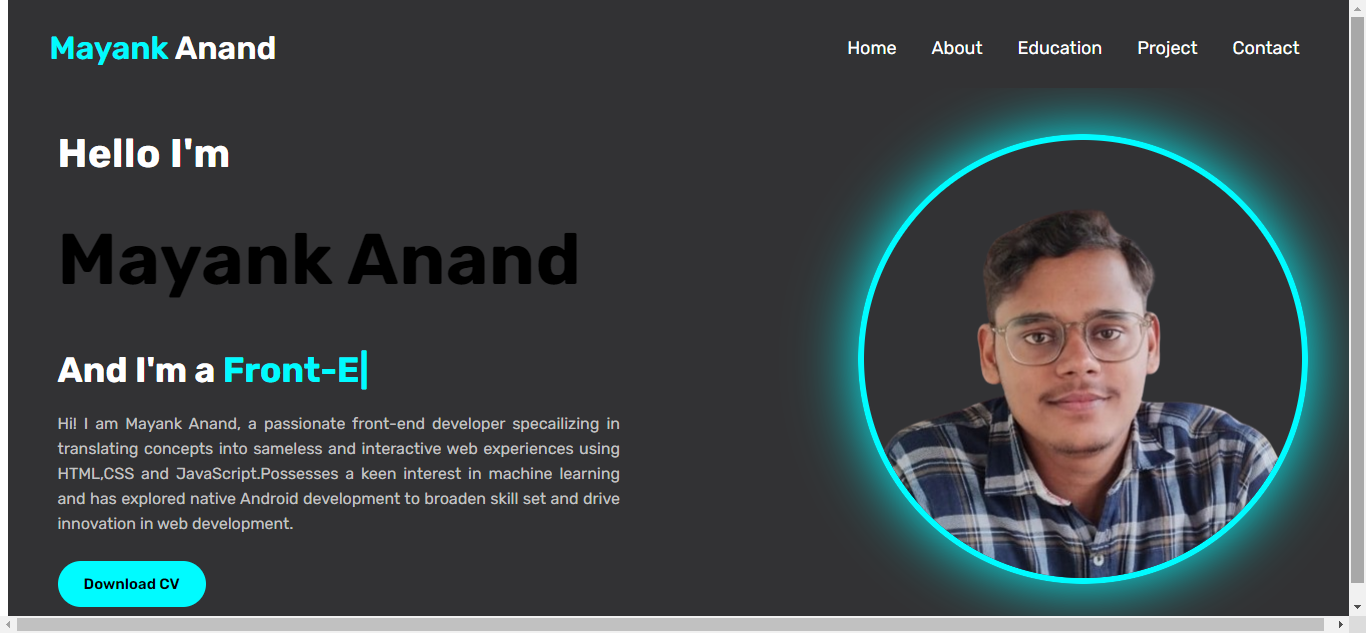 Mayank Anand
Home About Education Project Contact
Hello I'm
Mayank Anand
And I'm a Front-E
Hi! I am Mayank Anand, a passionate front-end developer specailizing in
translating concepts into sameless and interactive web experiences using
HTML,CSS and JavaScript.Possesses a keen interest in machine learning
and has explored native Android development to broaden skill set and drive
innovation in web development.
Download CV